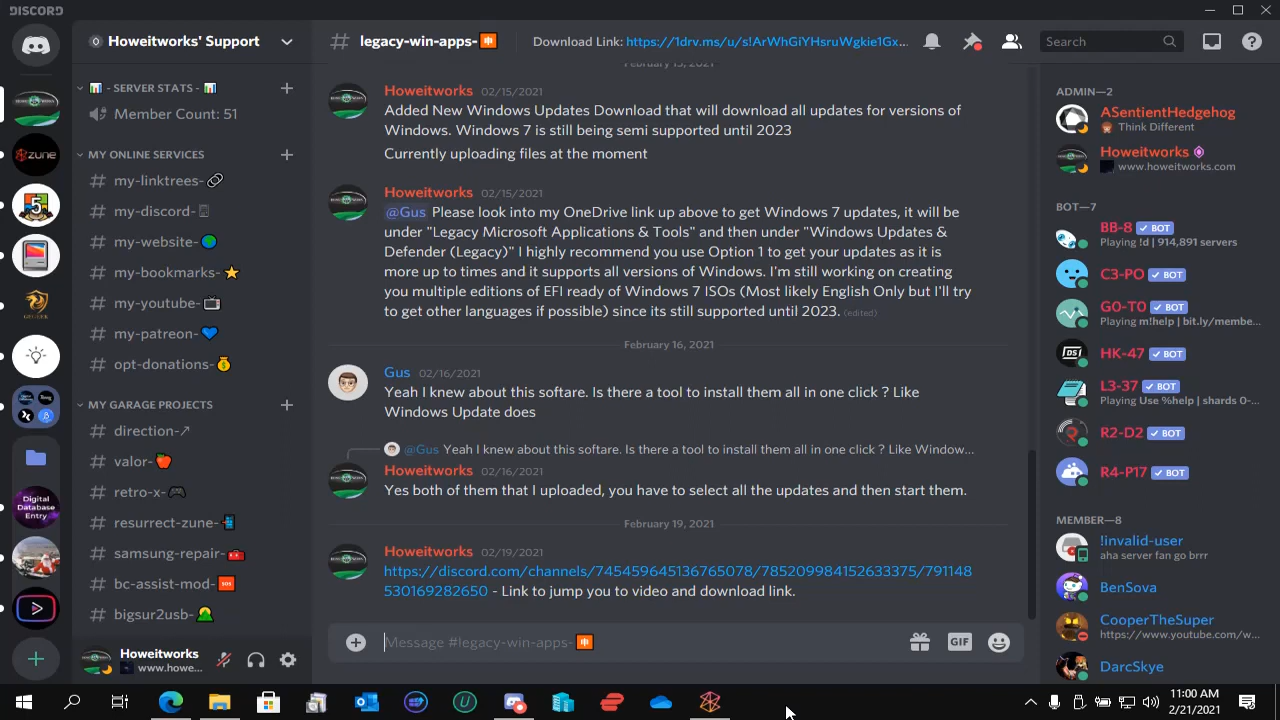 DISCORD
Howeitworks' Support
legacy-win-apps-
Download Link: https://1drv.ms/u/s!ArWhGiYHsruWgkie1Gx...
Search
- SERVER STATS -
Member Count: 51
MY ONLINE SERVICES
my-linktrees-
my-discord-
my-website-
my-bookmarks-
my-youtube-
my-patreon-
opt-donations-
MY GARAGE PROJECTS
direction-
valor-
retro-x-
resurrect-zune-
samsung-repair-
bc-assist-mod-
bigsur2usb-
Howeitworks
www.howe...
ZUNE
5
Digital
Database
Entry
February 15, 2021
Howeitworks 02/15/2021
Added New Windows Updates Download that will download all updates for versions of
Windows. Windows 7 is still being semi supported until 2023
Currently uploading files at the moment
Howeitworks 02/15/2021
@Gus Please look into my OneDrive link up above to get Windows 7 updates, it will be
under "Legacy Microsoft Applications & Tools" and then under "Windows Updates &
Defender (Legacy)" I highly recommend you use Option 1 to get your updates as it is
more up to times and it supports all versions of Windows. I'm still working on creating
you multiple editions of EFI ready of Windows 7 ISOs (Most likely English Only but I'll try
to get other languages if possible) since its still supported until 2023. (edited)
February 16, 2021
Gus 02/16/2021
Yeah I knew about this softare. Is there a tool to install them all in one click ? Like
Windows Update does
@Gus Yeah I knew about this softare. Is there a tool to install them all in one click ? Like Window...
Howeitworks 02/16/2021
Yes both of them that I uploaded, you have to select all the updates and then start them.
February 19, 2021
Howeitworks 02/19/2021
https://discord.com/channels/745459645136765078/785209984152633375/791148
530169282650 - Link to jump you to video and download link.
Message #legacy-win-apps-
GIF
ADMIN—2
ASentientHedgehog
Think Different
Howeitworks
www.howeitworks.com
BOT—7
BB-8 BOT
Playing !d | 914,891 servers
C3-PO BOT
G0-T0 BOT
Playing m!help | bit.ly/membe...
HK-47 BOT
L3-37 BOT
Playing Use %help | shards 0-...
R2-D2 BOT
R4-P17 BOT
MEMBER—8
!invalid-user
aha server fan go brrr
BenSova
CooperTheSuper
https://www.youtube.com/w...
DarcSkye
11:00 AM
2/21/2021